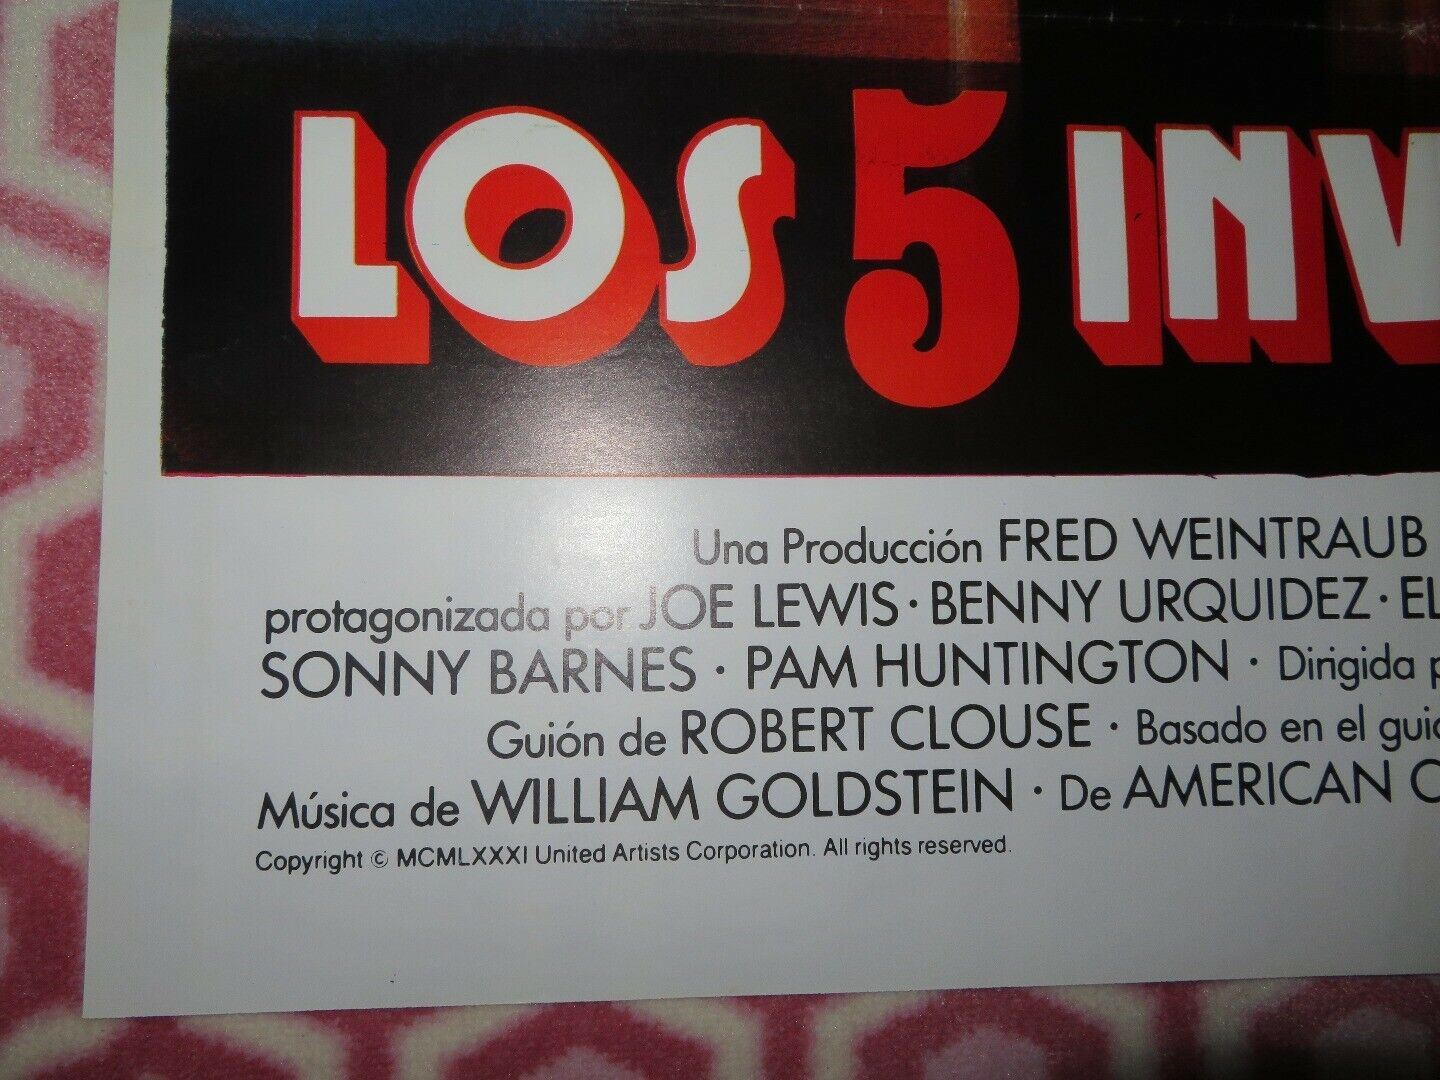 LOS 5 INV
Una Producción FRED WEINTRAUB
protagonizada por JOE LEWIS · BENNY URQUIDEZ · EL
SONNY BARNES · PAM HUNTINGTON · Dirigida p
Guión de ROBERT CLOUSE · Basado en el guió
Música de WILLIAM GOLDSTEIN · De AMERICAN C
Copyright © MCMLXXXI United Artists Corporation. All rights reserved.